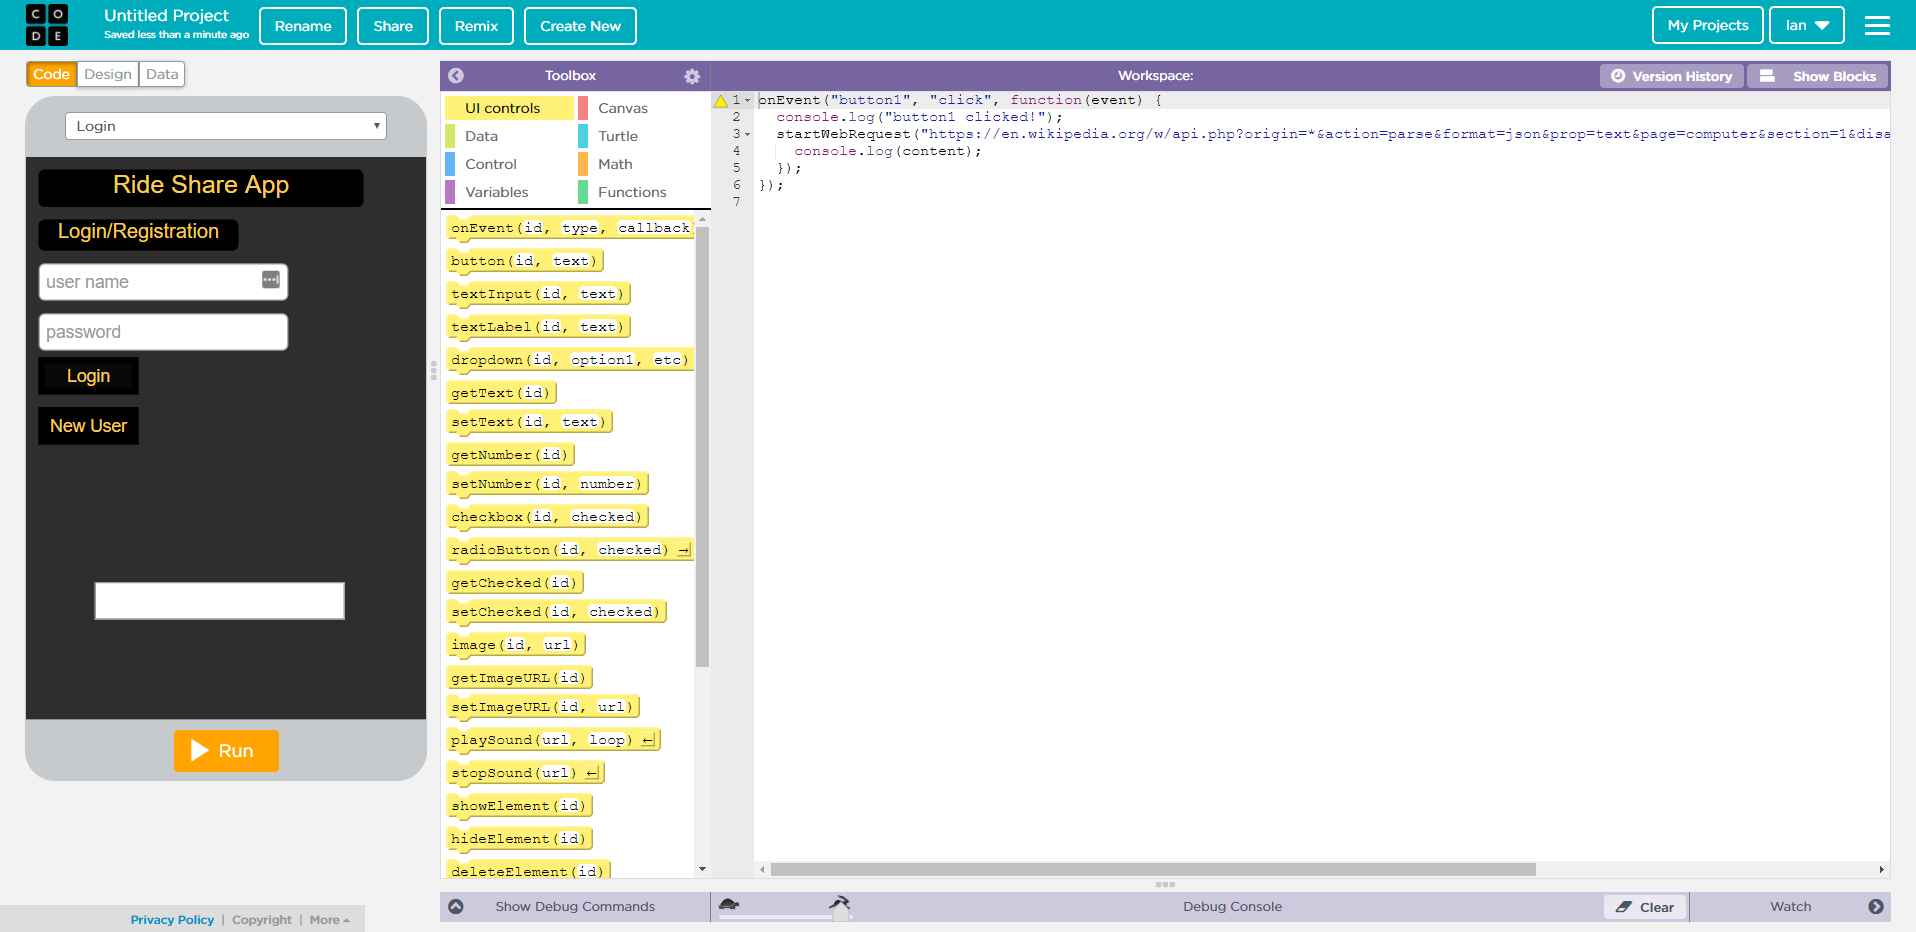 CODE
Untitled Project
Saved less than a minute ago
Rename
Share
Remix
Create New
My Projects
Ian
Code
Design
Data
Login
Ride Share App
Login/Registration
user name
password
Login
New User
Run
Privacy Policy | Copyright | More
Toolbox
UI controls
Canvas
Data
Turtle
Control
Math
Variables
Functions
onEvent(id, type, callback
button(id, text)
textInput(id, text)
textLabel(id, text)
dropdown(id, option1, etc)
getText(id)
setText(id, text)
getNumber(id)
setNumber(id, number)
checkbox(id, checked)
radioButton(id, checked) →
getChecked(id)
setChecked(id, checked)
image(id, url)
getImageURL(id)
setImageURL(id, url)
playSound(url, loop) ←
stopSound(url) ←
showElement(id)
hideElement(id)
deleteElement(id)
Workspace:
Version History
Show Blocks
1 onEvent("button1", "click", function(event) {
2 console.log("button1 clicked!");
3 startWebRequest("https://en.wikipedia.org/w/api.php?origin=*&action=parse&format=json&prop=text&page=computer&section=1&disa
4 console.log(content);
5 });
6 });
7
Show Debug Commands
Debug Console
Clear
Watch